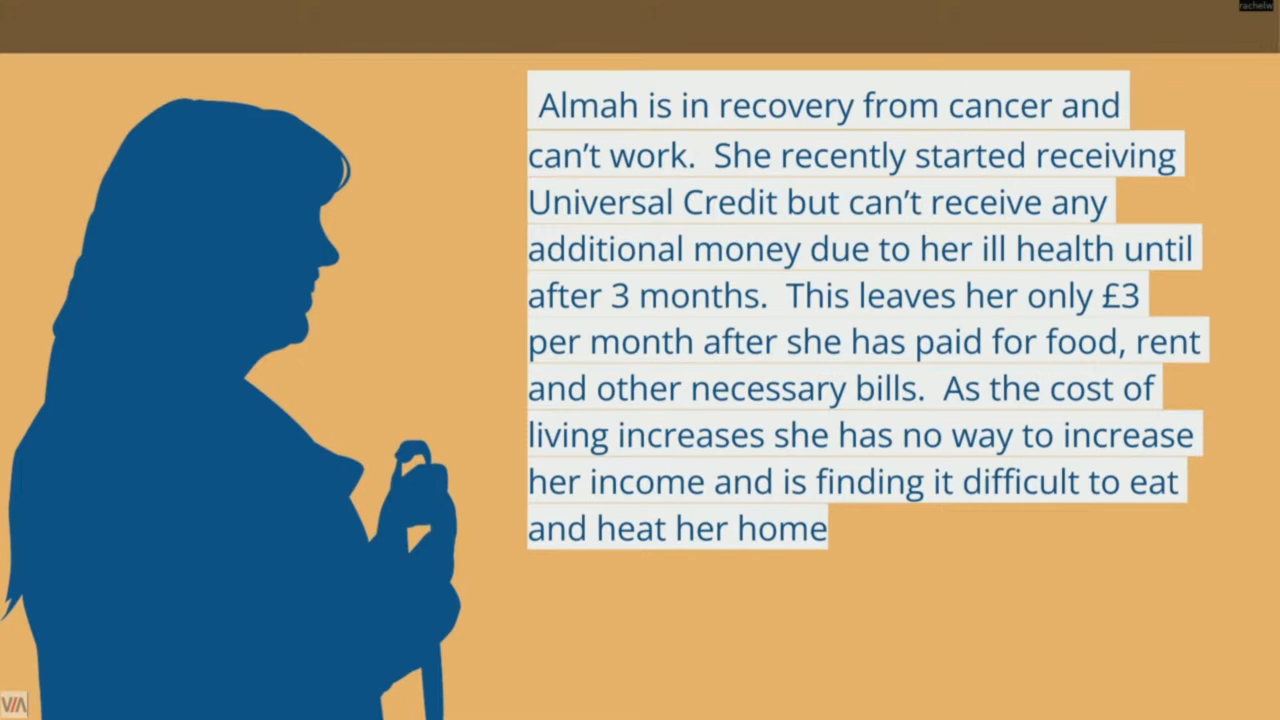 rachelw
Almah is in recovery from cancer and
can’t work.  She recently started receiving
Universal Credit but can’t receive any
additional money due to her ill health until
after 3 months.  This leaves her only £3
per month after she has paid for food, rent
and other necessary bills.  As the cost of
living increases she has no way to increase
her income and is finding it difficult to eat
and heat her home
VIA